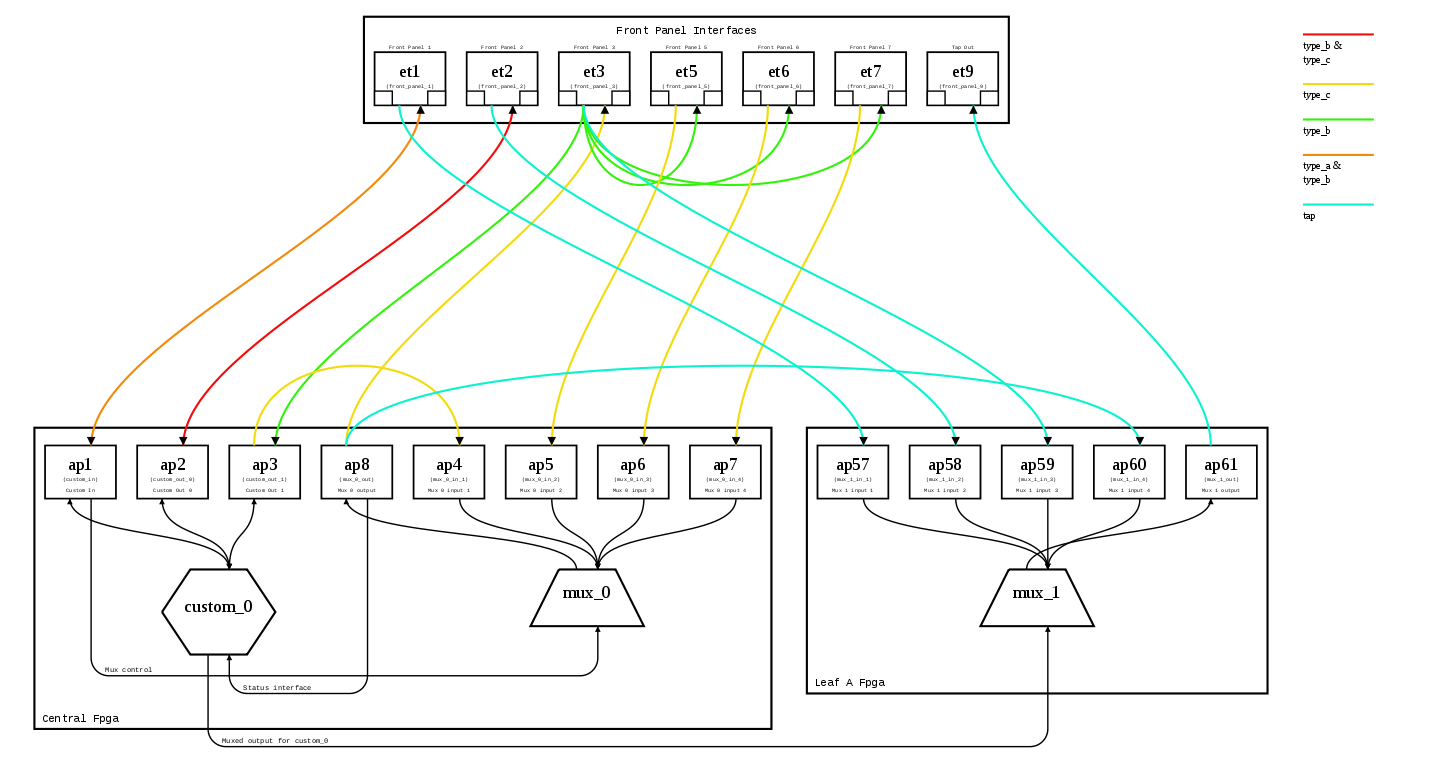 Front Panel Interfaces
Front Panel 1
Front Panel 2
Front Panel 3
Front Panel 5
Front Panel 6
Front Panel 7
Tap Out
et1
et2
et3
et5
et6
et7
et9
(front_panel_1)
(front_panel_2)
(front_panel_3)
(front_panel_5)
(front_panel_6)
(front_panel_7)
type_b &
type_c
type_c
type_b
type_a &
type_b
tap
ap1
ap2
ap3
ap8
ap4
ap5
ap6
ap7
(custom_in)
(custom_out_0)
(custom_out_1)
(mux_0_out)
(mux_0_in_1)
(mux_0_in_2)
(mux_0_in_3)
(mux_0_in_4)
Custom In
Custom Out 0
Custom Out 1
Mux 0 output
Mux 0 input 1
Mux 0 input 2
Mux 0 input 3
Mux 0 input 4
ap57
ap58
ap59
ap60
ap61
(mux_1_in_1)
(mux_1_in_2)
(mux_1_in_3)
(mux_1_in_4)
(mux_1_out)
Mux 1 input 1
Mux 1 input 2
Mux 1 input 3
Mux 1 input 4
Mux 1 output
custom_0
mux_0
mux_1
Mux control
Status interface
Central Fpga
Leaf A Fpga
Muxed output for custom_0